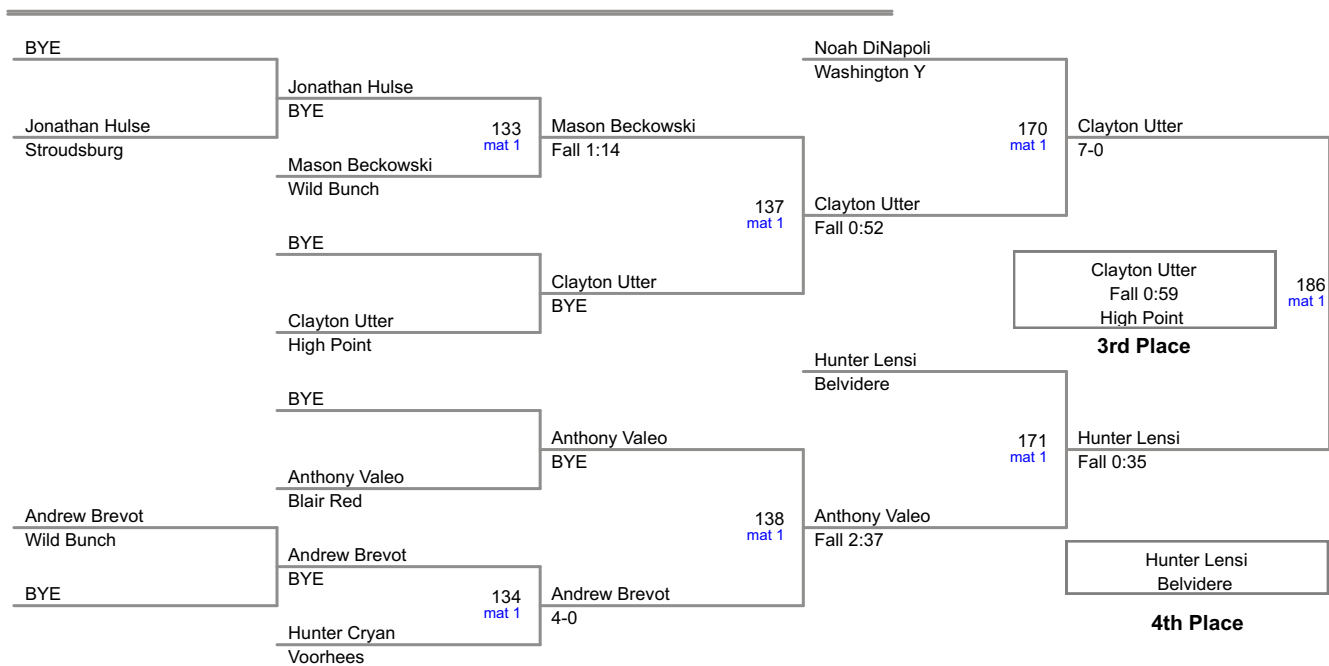 BYE
Jonathan Hulse
Stroudsburg
Andrew Brevot
Wild Bunch
BYE
Jonathan Hulse
BYE
133
mat 1
Mason Beckowski
Wild Bunch
BYE
Clayton Utter
High Point
BYE
Anthony Valeo
Blair Red
Andrew Brevot
BYE
134
mat 1
Hunter Cryan
Voorhees
Mason Beckowski
Fall 1:14
137
mat 1
Clayton Utter
BYE
Anthony Valeo
BYE
138
mat 1
Andrew Brevot
4-0
Noah DiNapoli
Washington Y
170
mat 1
Clayton Utter
Fall 0:52
Hunter Lensi
Belvidere
171
mat 1
Anthony Valeo
Fall 2:37
Clayton Utter
7-0
Clayton Utter
Fall 0:59
High Point
186
mat 1
3rd Place
Hunter Lensi
Fall 0:35
Hunter Lensi
Belvidere
4th Place